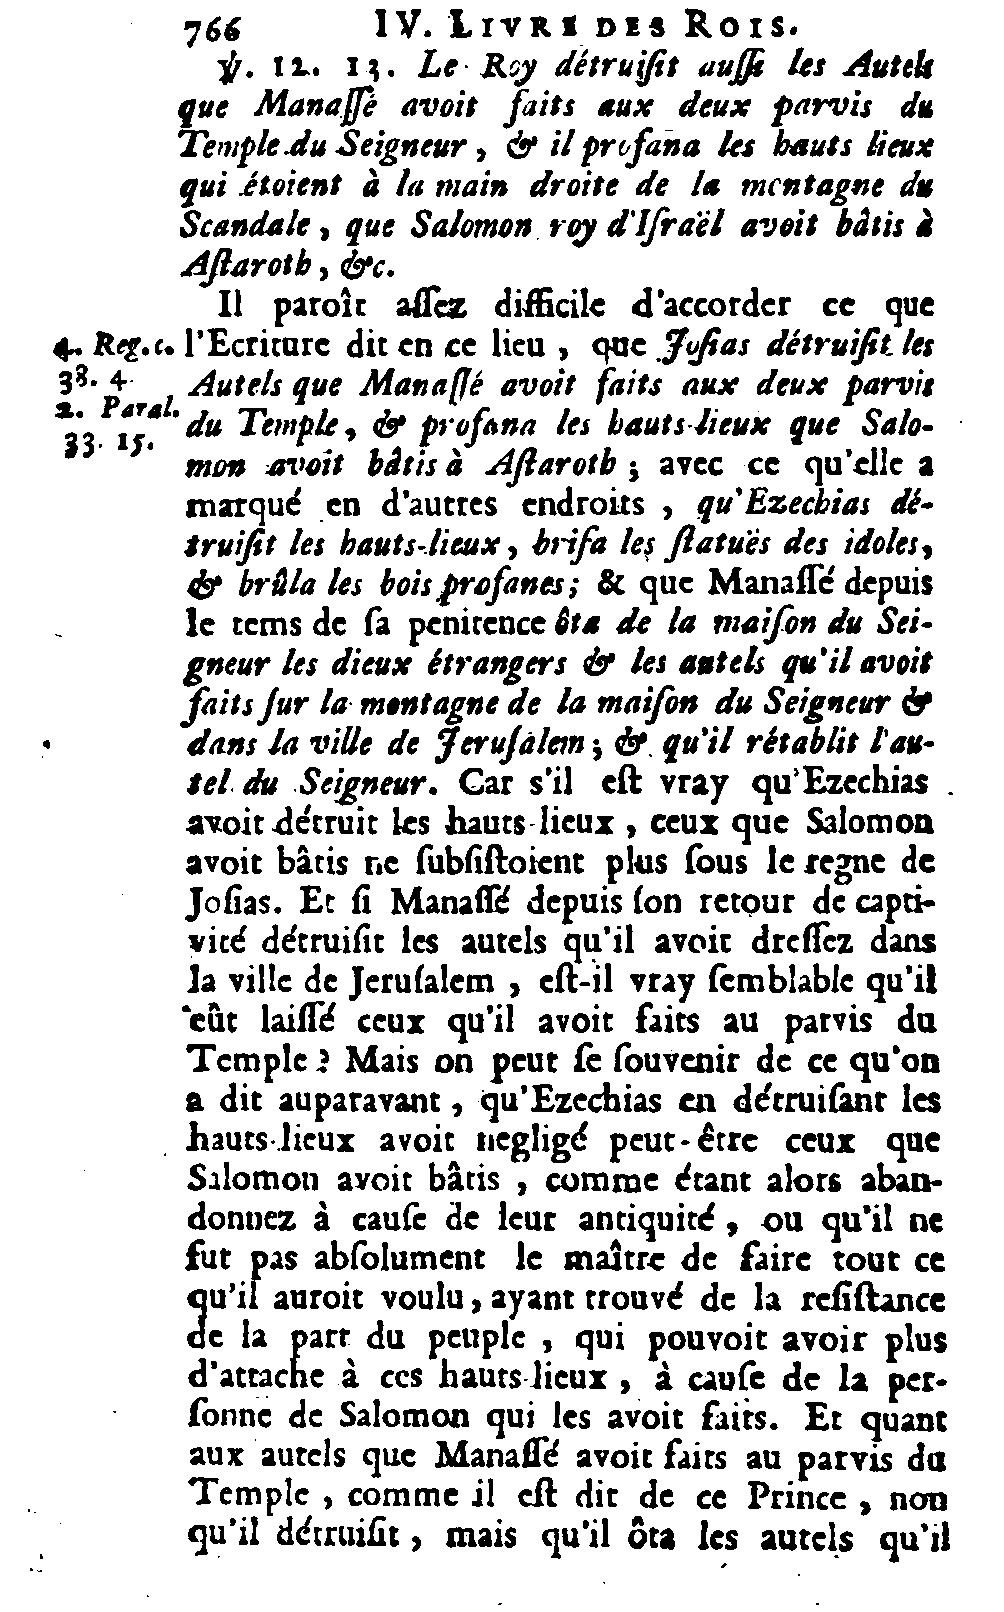 766 IV. LIVRE DES ROIS.
℣. 12. 13. Le Roy détruiſit auſſi les Autels
que Manaſſé avoit faits aux deux parvis du
Temple du Seigneur, & il profana les hauts lieux
qui étoient à la main droite de la montagne du
Scandale, que Salomon roy d'Iſraël avoit bâtis à
Aſtaroth, &c.
Il paroît aſſez difficile d'accorder ce que
l'Ecriture dit en ce lieu, que Joſias détruiſit les
Autels que Manaſſé avoit faits aux deux parvis
du Temple, & profana les hauts-lieux que Salo-
mon avoit bâtis à Aſtaroth; avec ce qu'elle a
marqué en d'autres endroits, qu'Ezechias dé-
truiſit les hauts-lieux, briſa les ſtatuës des idoles,
& brûla les bois profanes; & que Manaſſé depuis
le tems de ſa penitence ôta de la maiſon du Sei-
gneur les dieux étrangers & les autels qu'il avoit
faits ſur la montagne de la maiſon du Seigneur &
dans la ville de Jeruſalem; & qu'il rétablit l'au-
tel du Seigneur. Car s'il eſt vray qu'Ezechias
avoit détruit les hauts-lieux, ceux que Salomon
avoit bâtis ne ſubſiſtoient plus ſous le regne de
Joſias. Et ſi Manaſſé depuis ſon retour de capti-
vité détruiſit les autels qu'il avoit dreſſez dans
la ville de Jeruſalem, eſt-il vray ſemblable qu'il
eût laiſſé ceux qu'il avoit faits au parvis du
Temple? Mais on peut ſe ſouvenir de ce qu'on
a dit auparavant, qu'Ezechias en détruiſant les
hauts-lieux avoit negligé peut-être ceux que
Salomon avoit bâtis, comme étant alors aban-
donnez à cauſe de leur antiquité, ou qu'il ne
fut pas abſolument le maître de faire tout ce
qu'il auroit voulu, ayant trouvé de la reſiſtance
de la part du peuple, qui pouvoit avoir plus
d'attache à ces hauts-lieux, à cauſe de la per-
ſonne de Salomon qui les avoit faits. Et quant
aux autels que Manaſſé avoit faits au parvis du
Temple, comme il eſt dit de ce Prince, non
qu'il détruiſit, mais qu'il ôta les autels qu'il
4. Reg. c.
38. 4.
2. Paral.
33. 15.